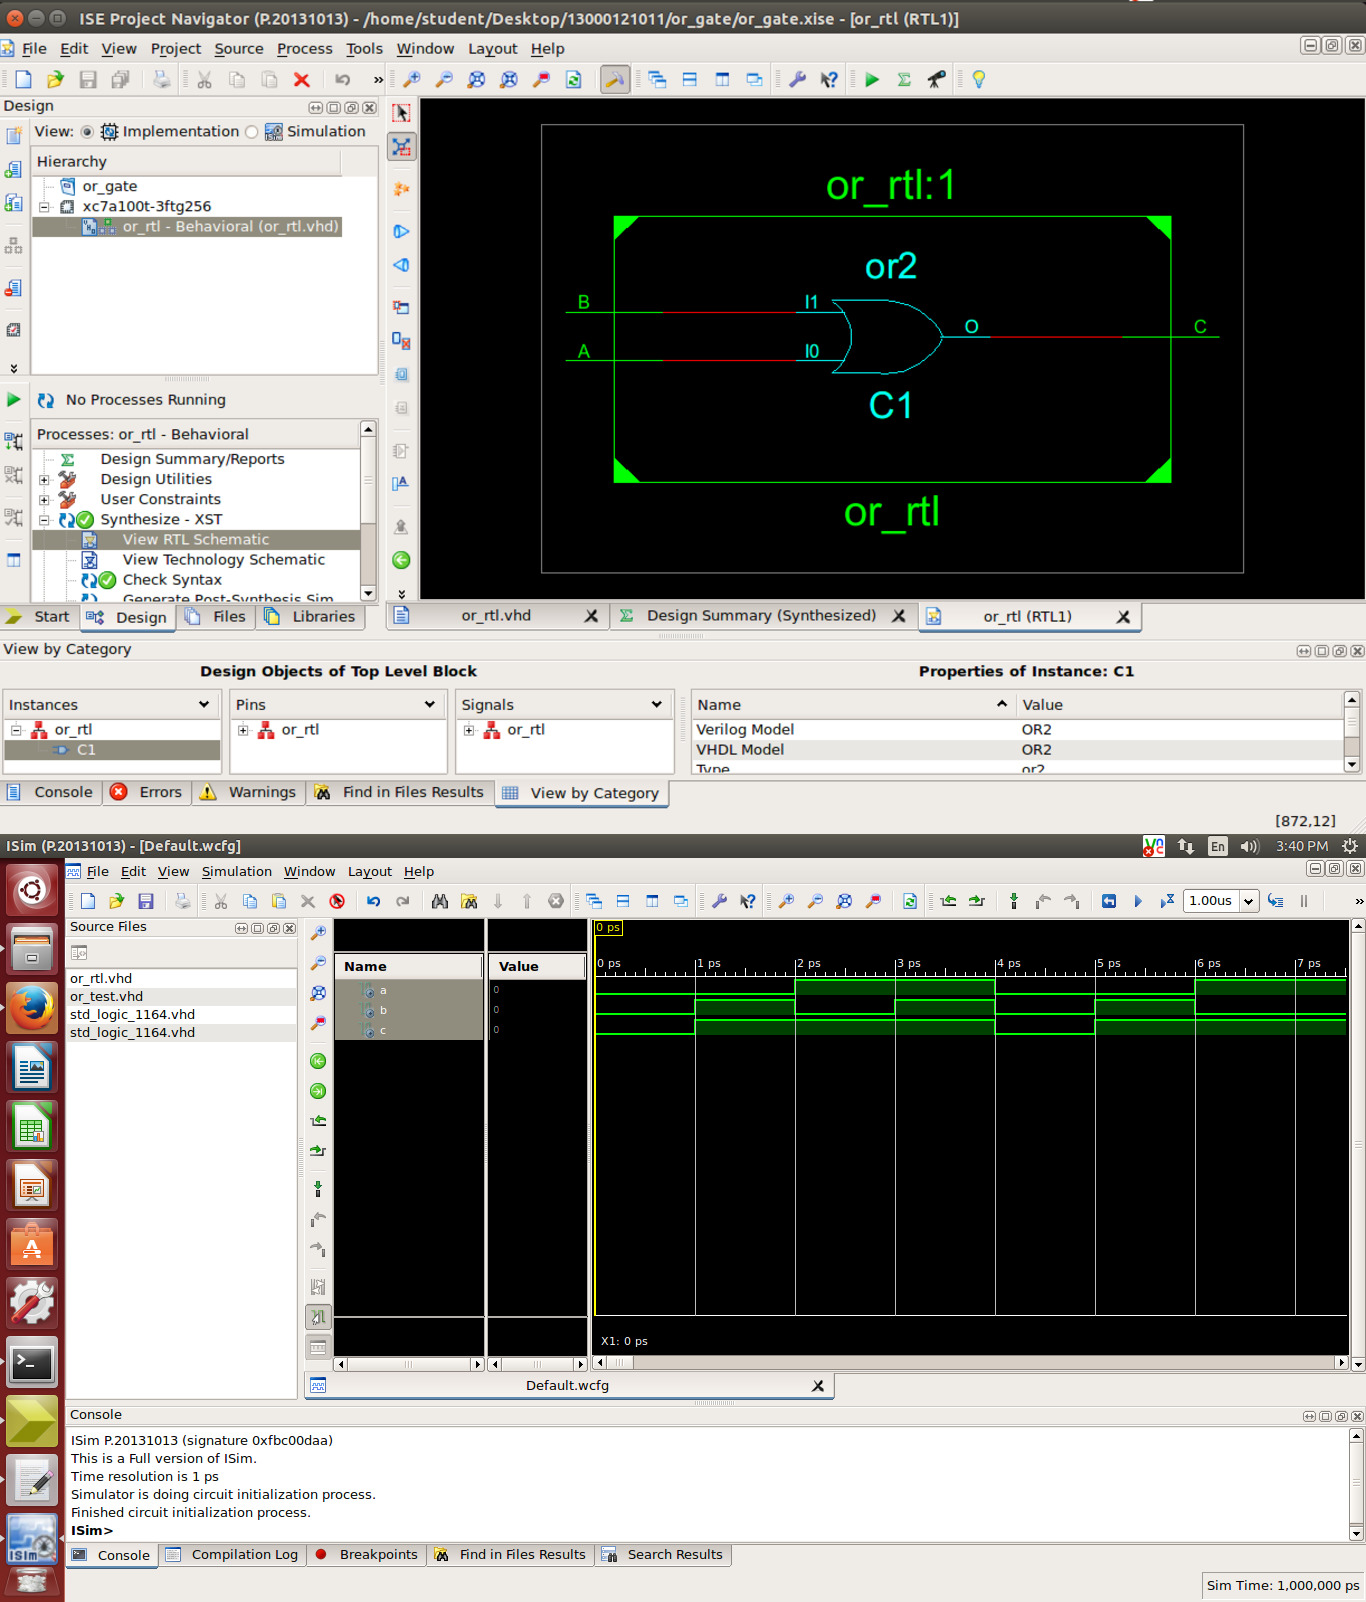 ISE Project Navigator (P.20131013) - /home/student/Desktop/13000121011/or_gate/or_gate.xise - [or_rtl (RTL1)]
File Edit View Project Source Process Tools Window Layout Help
Design
View: Implementation Simulation
Hierarchy
or_gate
xc7a100t-3ftg256
or_rtl - Behavioral (or_rtl.vhd)
No Processes Running
Processes: or_rtl - Behavioral
Design Summary/Reports
Design Utilities
User Constraints
Synthesize - XST
View RTL Schematic
View Technology Schematic
Check Syntax
Generate Post-Synthesis Sim
Start Design Files Libraries
or_rtl:1
or2
B I1
A I0
O C
C1
or_rtl
or_rtl.vhd Design Summary (Synthesized) or_rtl (RTL1)
View by Category
Design Objects of Top Level Block Properties of Instance: C1
Instances Pins Signals Name Value
or_rtl or_rtl or_rtl Verilog Model OR2
C1 VHDL Model OR2
Type or2
Console Errors Warnings Find in Files Results View by Category
[872,12]
ISim (P.20131013) - [Default.wcfg] En 3:40 PM
File Edit View Simulation Window Layout Help
1.00us
Source Files
or_rtl.vhd
or_test.vhd
std_logic_1164.vhd
std_logic_1164.vhd
0 ps
Name Value 0 ps 1 ps 2 ps 3 ps 4 ps 5 ps 6 ps 7 ps
a 0
b 0
c 0
X1: 0 ps
Default.wcfg
Console
ISim P.20131013 (signature 0xfbc00daa)
This is a Full version of ISim.
Time resolution is 1 ps
Simulator is doing circuit initialization process.
Finished circuit initialization process.
ISim>
Console Compilation Log Breakpoints Find in Files Results Search Results
Sim Time: 1,000,000 ps